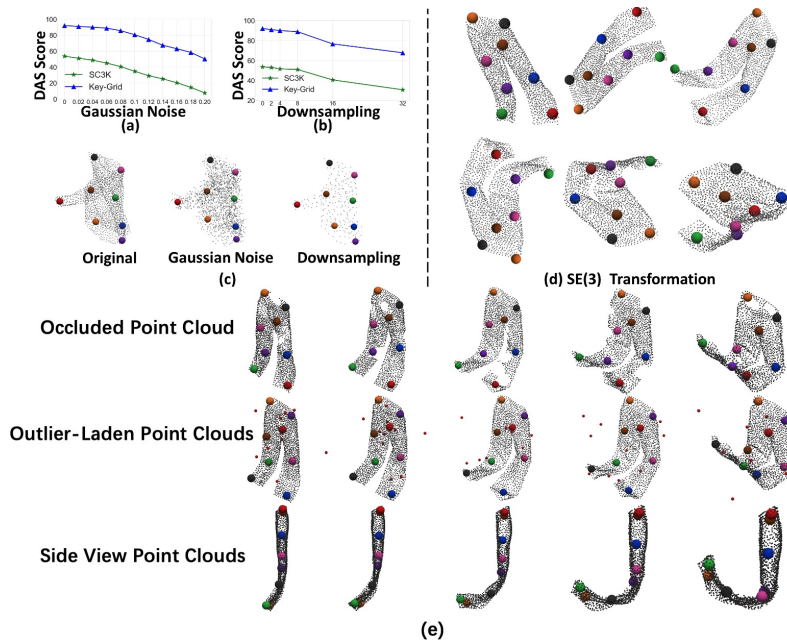 DAS Score
100
80
60
40
20
0
SC3K
Key-Grid
0 0.02 0.04 0.06 0.08 0.10 0.12 0.14 0.16 0.18 0.20
Gaussian Noise
(a)
DAS Score
100
80
60
40
20
SC3K
Key-Grid
0 2 4 8 16 32
Downsampling
(b)
Original Gaussian Noise Downsampling
(c)
(d) SE(3) Transformation
Occluded Point Cloud
Outlier-Laden Point Clouds
Side View Point Clouds
(e)